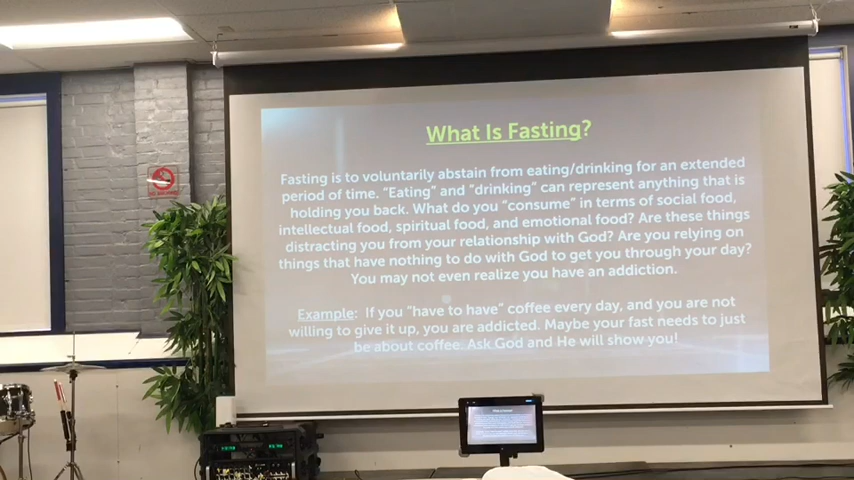 What Is Fasting?
Fasting is to voluntarily abstain from eating/drinking for an extended
period of time. "Eating" and "drinking" can represent anything that is
holding you back. What do you "consume" in terms of social food,
intellectual food, spiritual food, and emotional food? Are these things
distracting you from your relationship with God? Are you relying on
things that have nothing to do with God to get you through your day?
You may not even realize you have an addiction.
Example: If you "have to have" coffee every day, and you are not
willing to give it up, you are addicted. Maybe your fast needs to just
be about coffee. Ask God and He will show you!